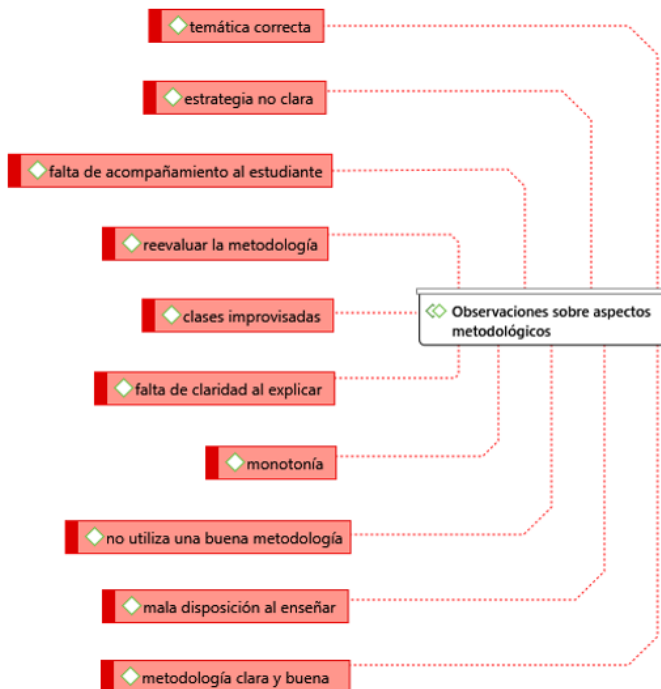 temática correcta
estrategia no clara
falta de acompañamiento al estudiante
reevaluar la metodología
clases improvisadas
Observaciones sobre aspectos
metodológicos
falta de claridad al explicar
monotonía
no utiliza una buena metodología
mala disposición al enseñar
metodología clara y buena